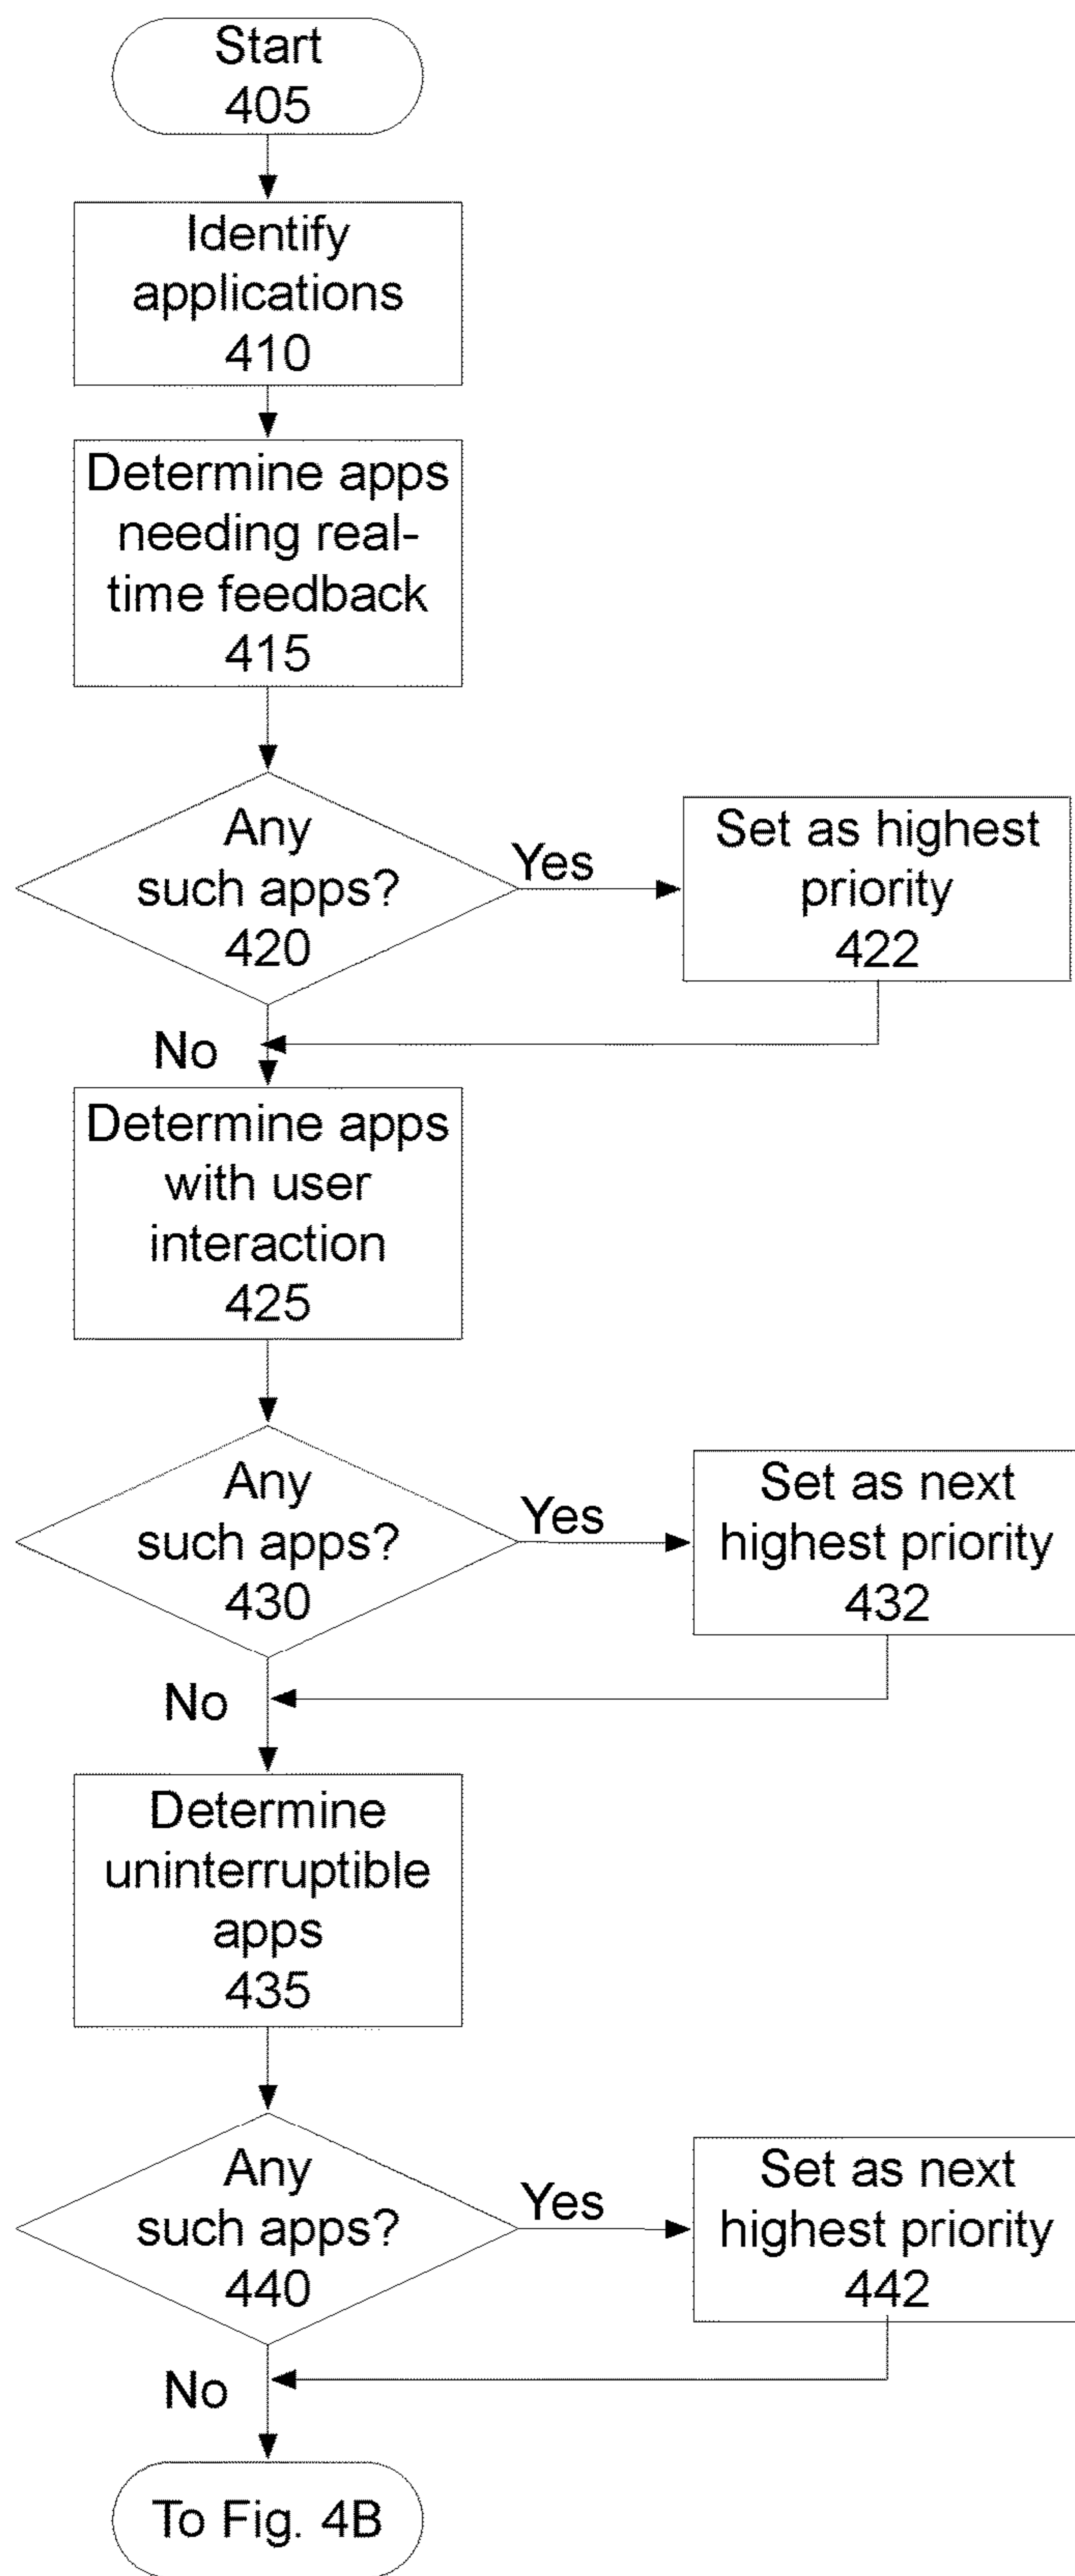 Start
405
Identify
applications
410
Determine apps
needing real-
time feedback
415
Any
such apps?
420
Yes
Set as highest
priority
422
No
Determine apps
with user
interaction
425
Any
such apps?
430
Yes
Set as next
highest priority
432
No
Determine
uninterruptible
apps
435
Any
such apps?
440
Yes
Set as next
highest priority
442
No
To Fig. 4B